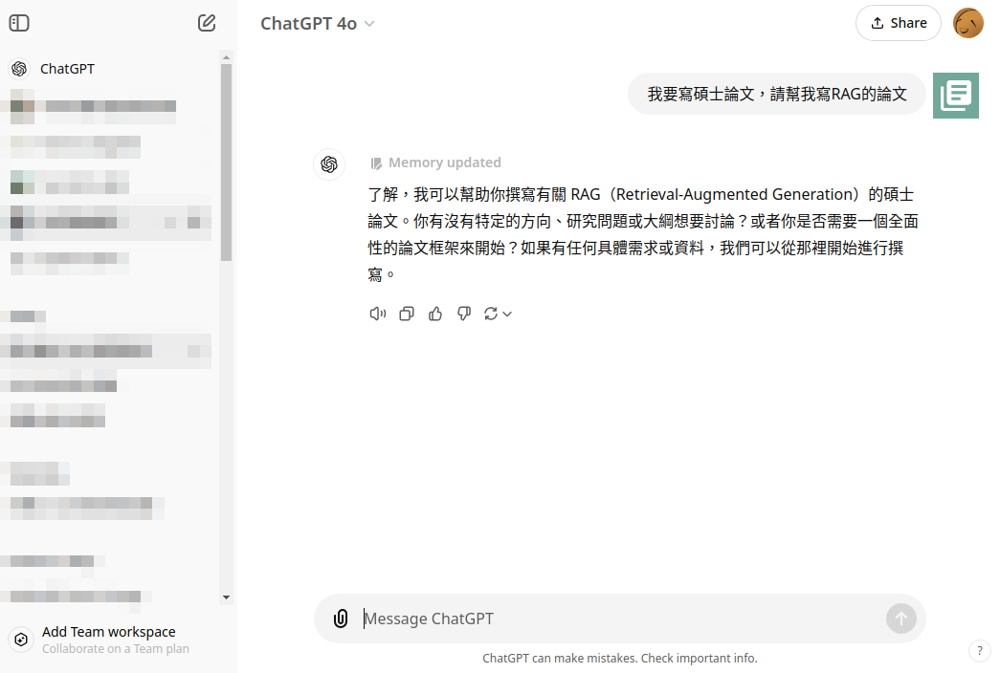 ChatGPT 4o
Share
ChatGPT
我要寫碩士論文，請幫我寫RAG的論文
Memory updated
了解，我可以幫助你撰寫有關 RAG（Retrieval-Augmented Generation）的碩士
論文。你有沒有特定的方向、研究問題或大綱想要討論？或者你是否需要一個全面
性的論文框架來開始？如果有任何具體需求或資料，我們可以從那裡開始進行撰
寫。
Message ChatGPT
Add Team workspace
Collaborate on a Team plan
ChatGPT can make mistakes. Check important info.
?